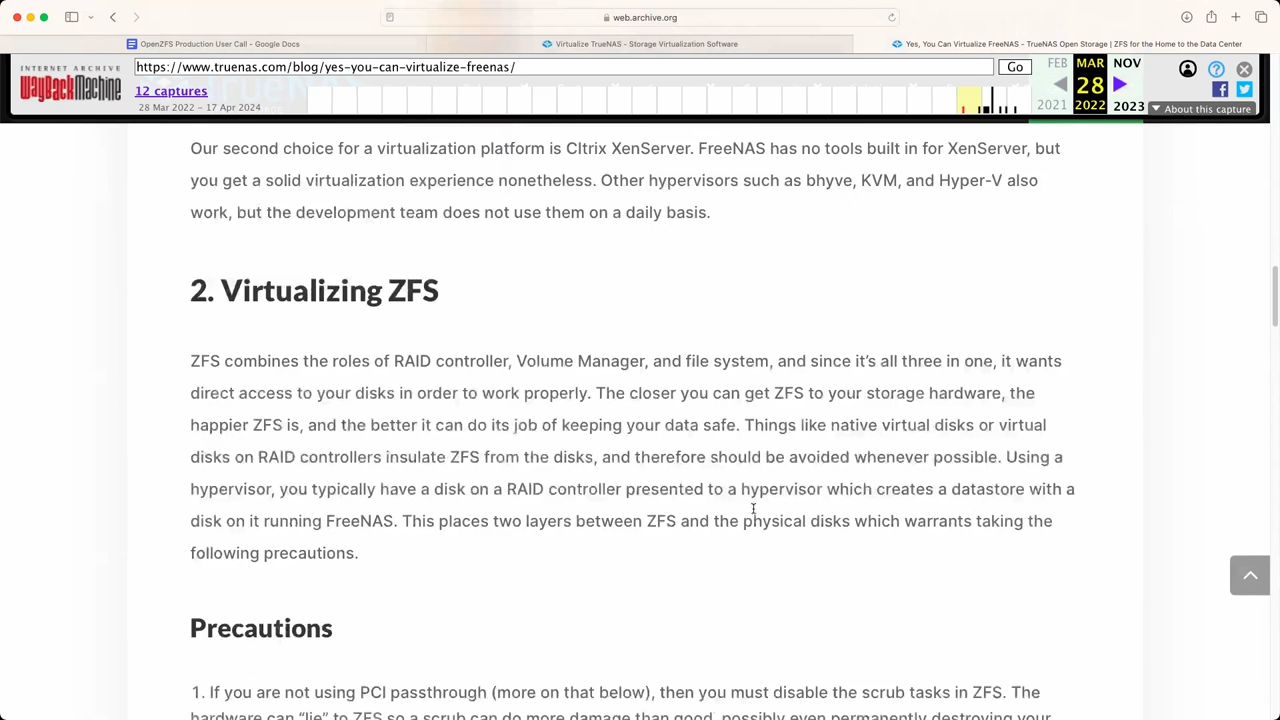 web.archive.org
OpenZFS Production User Call - Google Docs
Virtualize TrueNAS - Storage Virtualization Software
Yes, You Can Virtualize FreeNAS - TrueNAS Open Storage | ZFS for the Home to the Data Center
INTERNET ARCHIVE
WayBackMachine
https://www.truenas.com/blog/yes-you-can-virtualize-freenas/
Go
FEB MAR NOV
12 captures
28
28 Mar 2022 – 17 Apr 2024
2021 2022 2023
About this capture
Our second choice for a virtualization platform is CItrix XenServer. FreeNAS has no tools built in for XenServer, but
you get a solid virtualization experience nonetheless. Other hypervisors such as bhyve, KVM, and Hyper-V also
work, but the development team does not use them on a daily basis.
2. Virtualizing ZFS
ZFS combines the roles of RAID controller, Volume Manager, and file system, and since it’s all three in one, it wants
direct access to your disks in order to work properly. The closer you can get ZFS to your storage hardware, the
happier ZFS is, and the better it can do its job of keeping your data safe. Things like native virtual disks or virtual
disks on RAID controllers insulate ZFS from the disks, and therefore should be avoided whenever possible. Using a
hypervisor, you typically have a disk on a RAID controller presented to a hypervisor which creates a datastore with a
disk on it running FreeNAS. This places two layers between ZFS and the physical disks which warrants taking the
following precautions.
Precautions
1. If you are not using PCI passthrough (more on that below), then you must disable the scrub tasks in ZFS. The
hardware can “lie” to ZFS so a scrub can do more damage than good, possibly even permanently destroying your